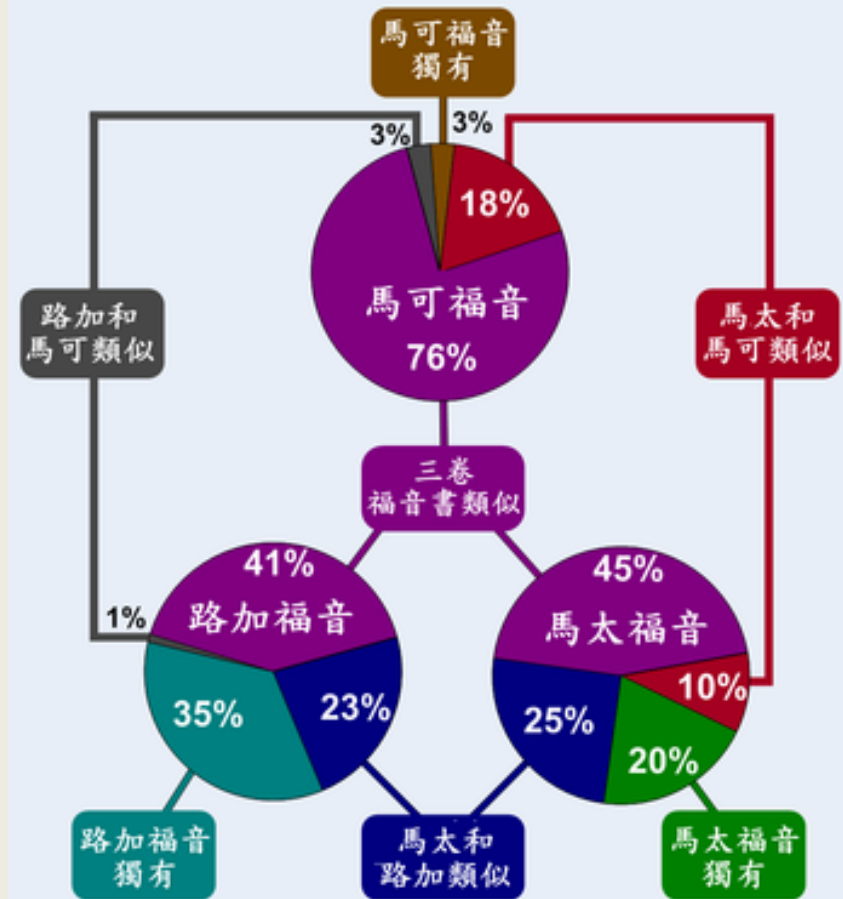 馬可福音
獨有
3%
3%
18%
馬可福音
76%
路加和
馬可類似
馬太和
馬可類似
三卷
福音書類似
41%
路加福音
1%
35%
23%
45%
馬太福音
10%
25%
20%
路加福音
獨有
馬太和
路加類似
馬太福音
獨有